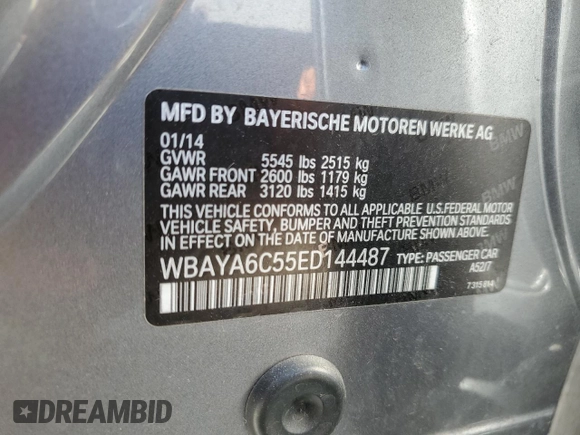 MFD BY BAYERISCHE MOTOREN WERKE AG
01/14
GVWR 5545 lbs 2515 kg
GAWR FRONT 2600 lbs 1179 kg
GAWR REAR 3120 lbs 1415 kg
THIS VEHICLE CONFORMS TO ALL APPLICABLE U.S.FEDERAL MOTOR
VEHICLE SAFETY, BUMPER AND THEFT PREVENTION STANDARDS
IN EFFECT ON THE DATE OF MANUFACTURE SHOWN ABOVE.
WBAYA6C55ED144487 TYPE: PASSENGER CAR
A52/7
DREAMBID